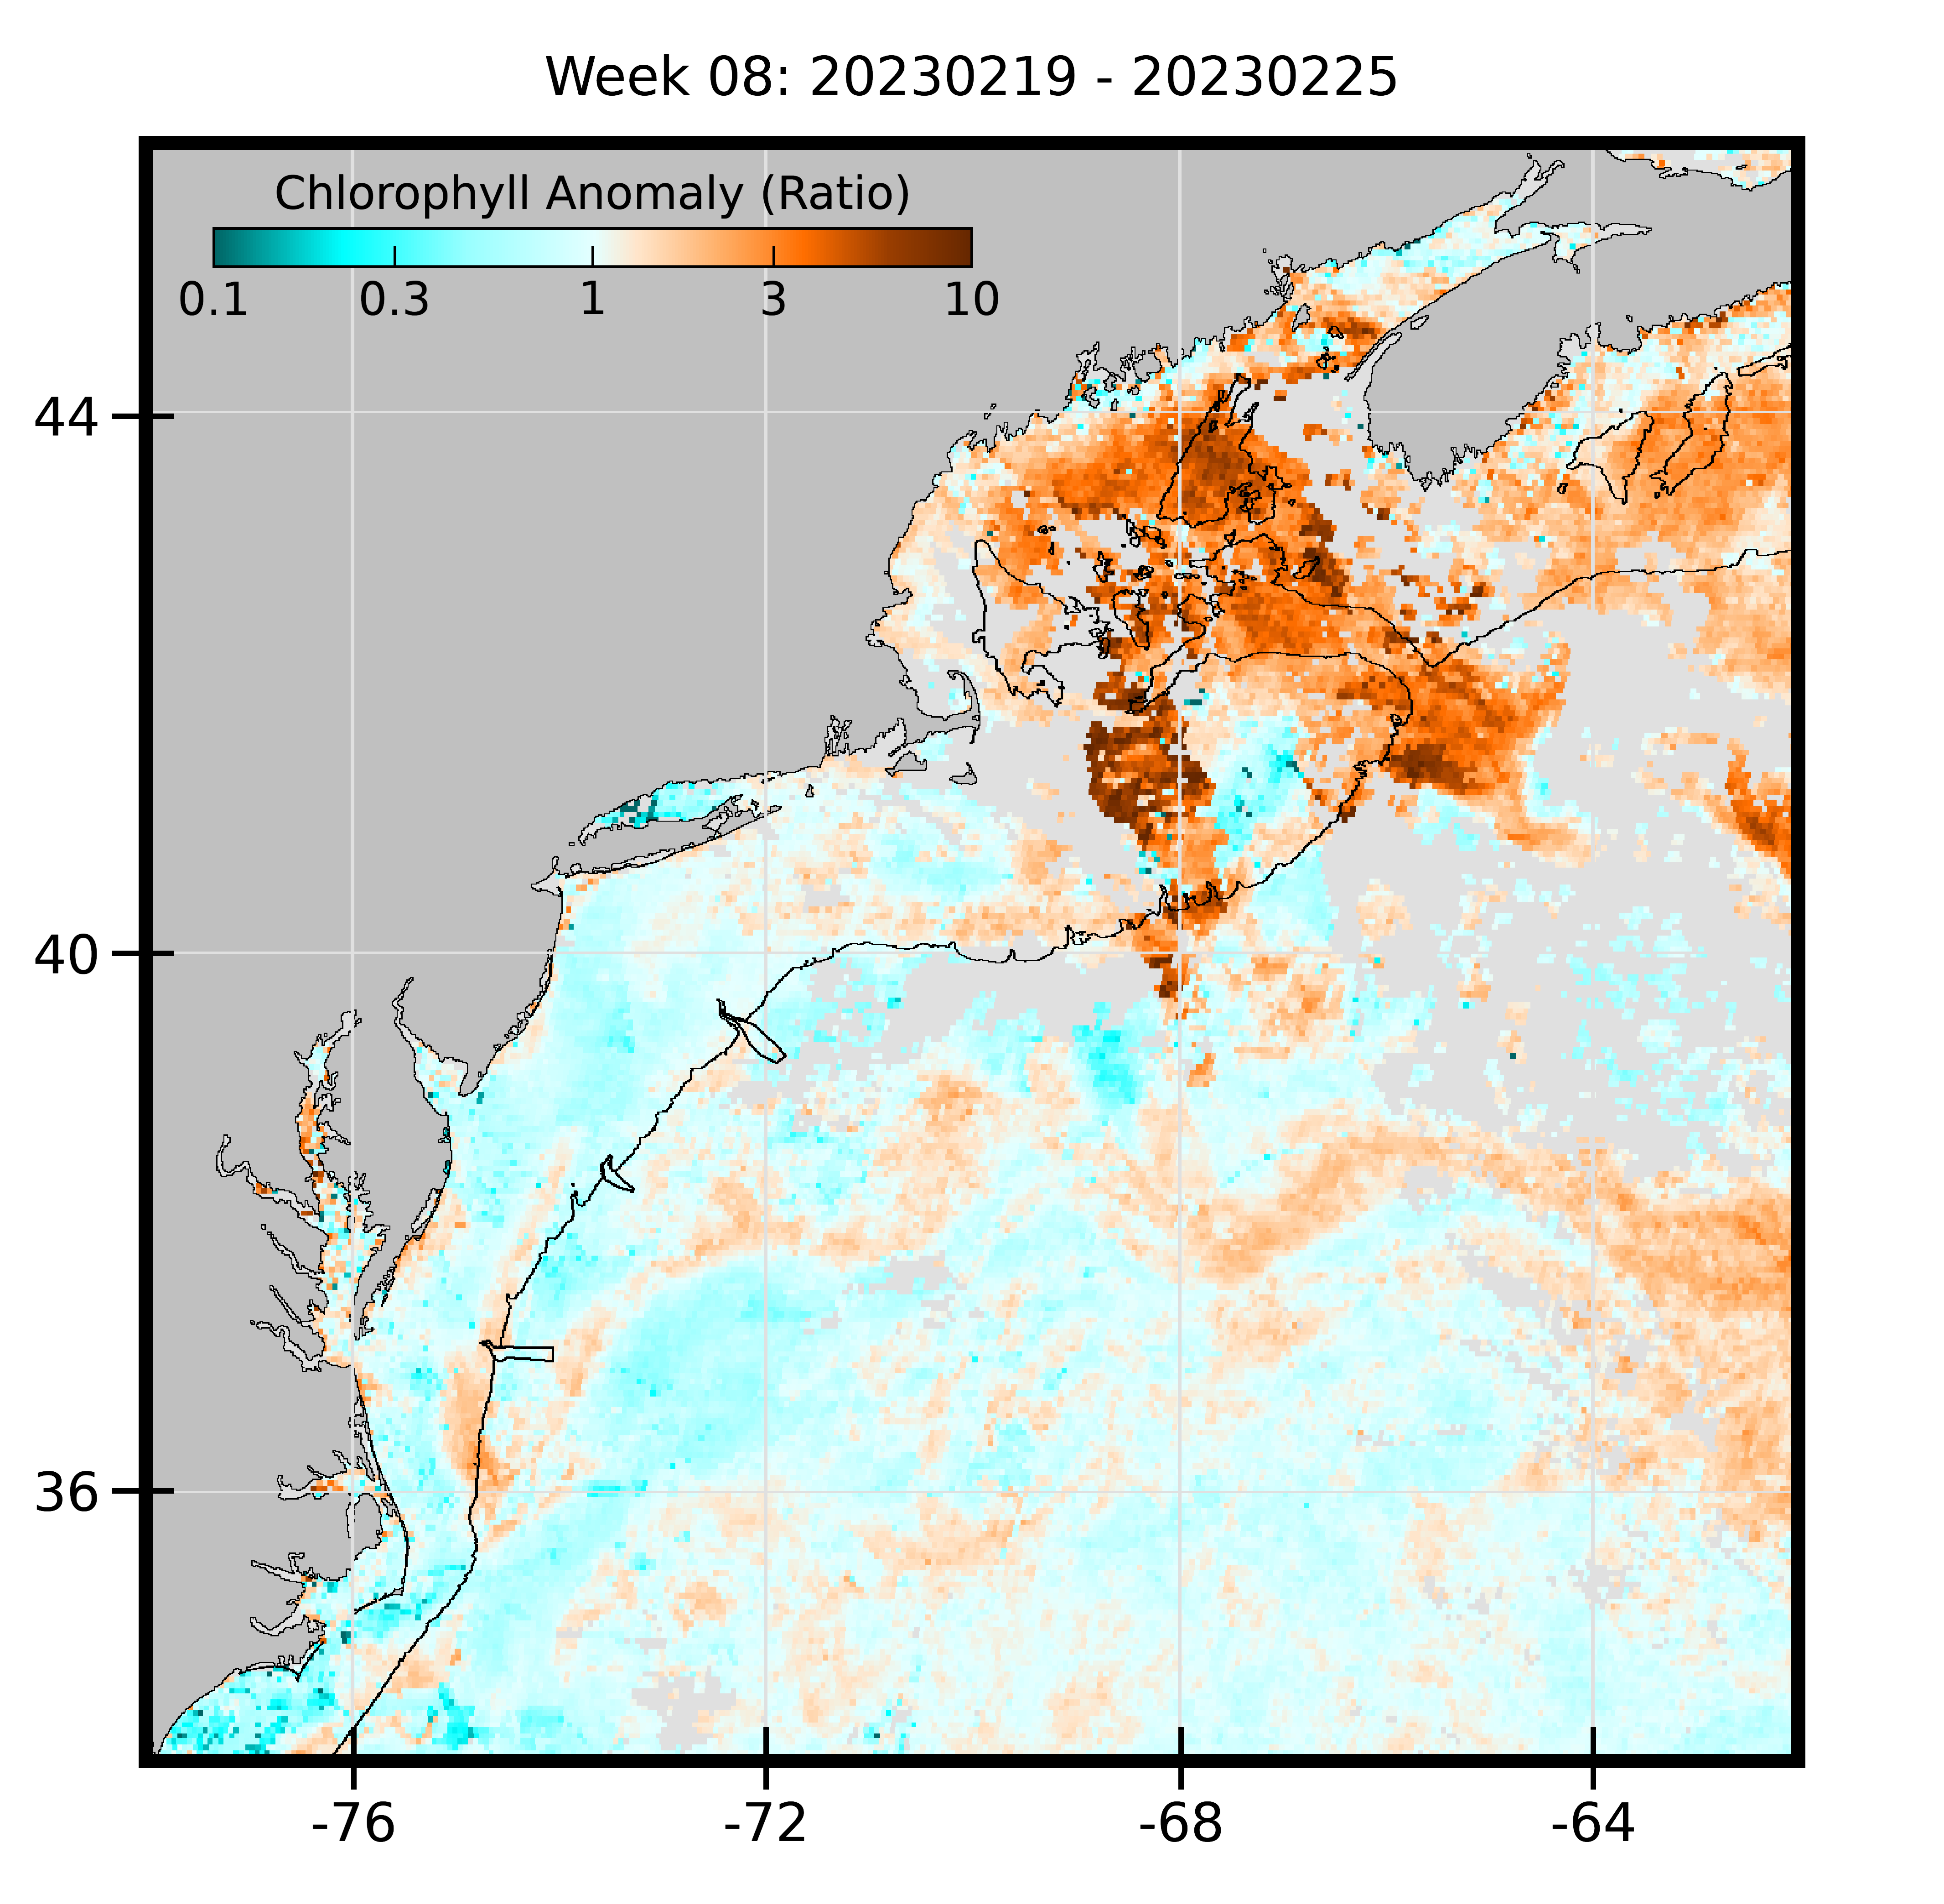 Week 08: 20230219 - 20230225
Chlorophyll Anomaly (Ratio)
0.1 0.3 1 3 10
44
40
36
-76 -72 -68 -64